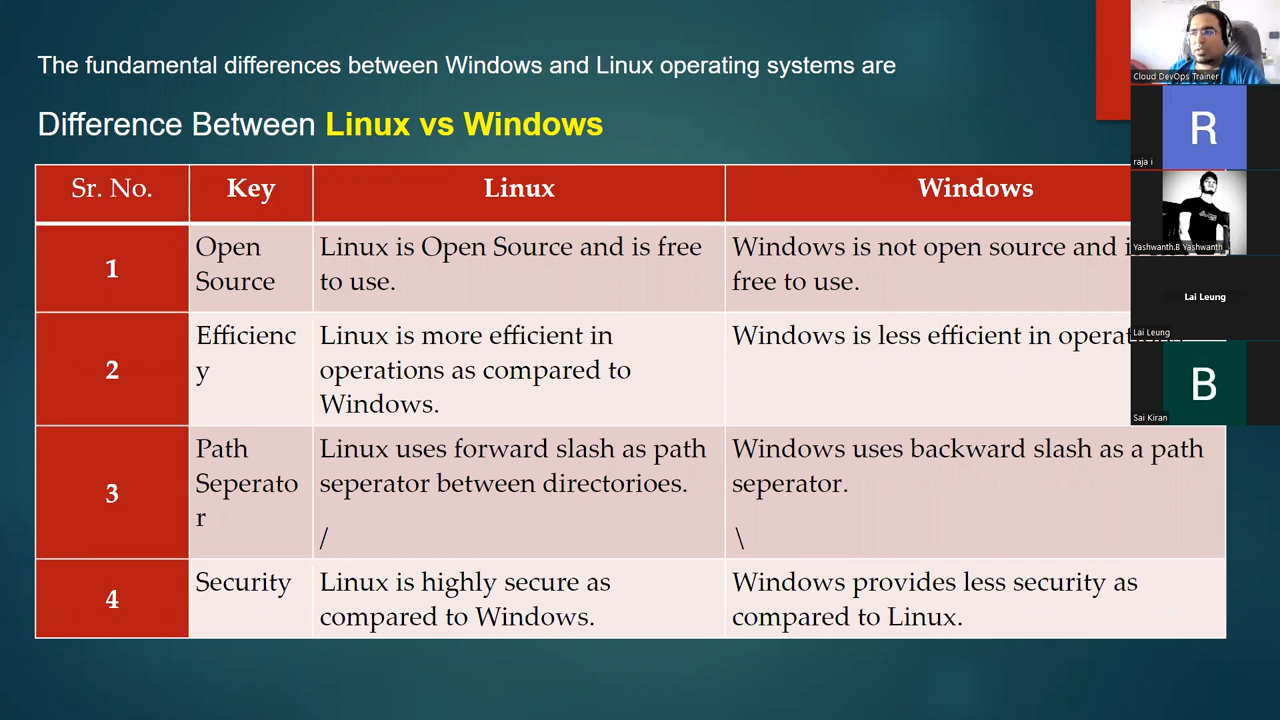 The fundamental differences between Windows and Linux operating systems are
Difference Between Linux vs Windows
Sr. No. Key Linux Windows
1
Open
Source
Linux is Open Source and is free
to use.
Windows is not open source and
free to use.
2
Efficienc
y
Linux is more efficient in
operations as compared to
Windows.
Windows is less efficient in
3
Path
Seperato
r
Linux uses forward slash as path
seperator between directorioes.
/
Windows uses backward slash as a path
seperator.
\
4
Security
Linux is highly secure as
compared to Windows.
Windows provides less security as
compared to Linux.
Cloud DevOps Trainer
R
raja i
Yashwanth.B Yashwanth
Lai Leung
Lai Leung
B
Sai Kiran